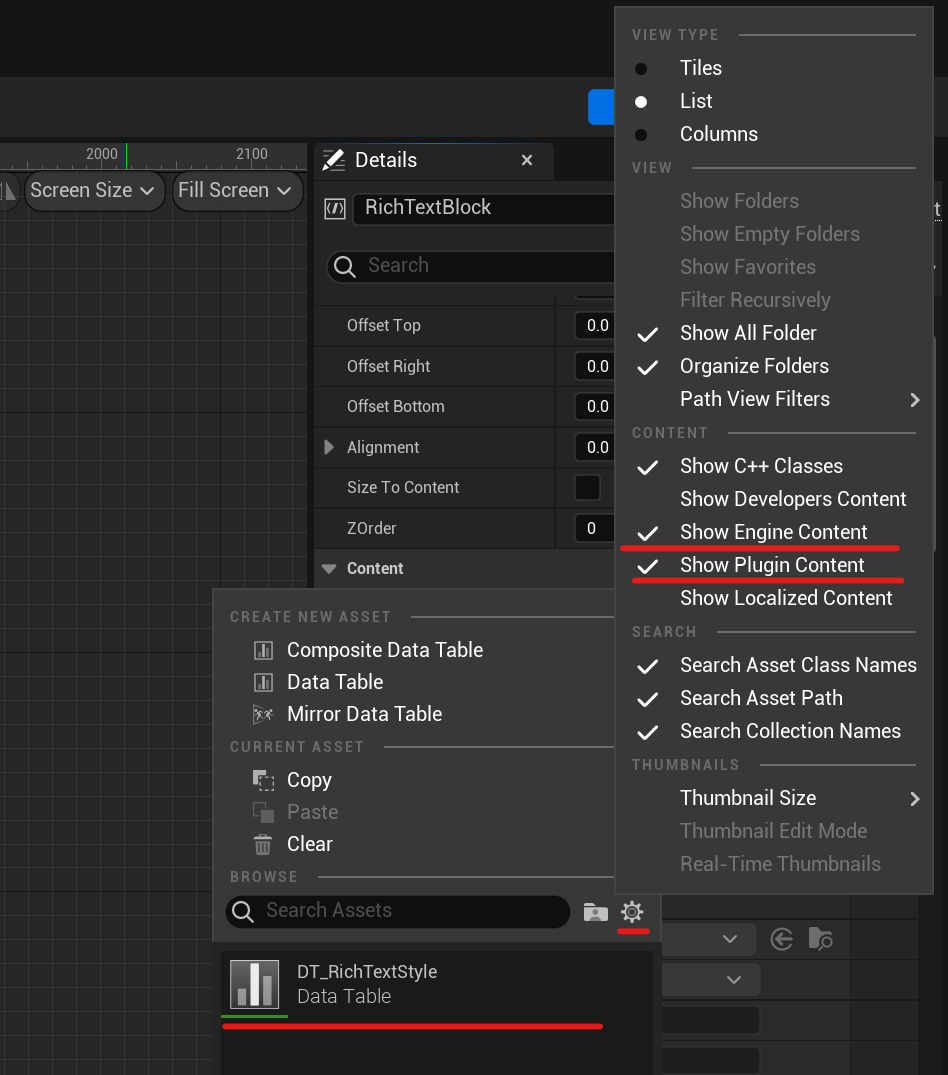 2000
2100
Screen Size
Fill Screen
Details
RichTextBlock
Search
Offset Top
0.0
Offset Right
0.0
Offset Bottom
0.0
Alignment
0.0
Size To Content
ZOrder
0
Content
CREATE NEW ASSET
Composite Data Table
Data Table
Mirror Data Table
CURRENT ASSET
Copy
Paste
Clear
BROWSE
Search Assets
DT_RichTextStyle
Data Table
VIEW TYPE
Tiles
List
Columns
VIEW
Show Folders
Show Empty Folders
Show Favorites
Filter Recursively
Show All Folder
Organize Folders
Path View Filters
CONTENT
Show C++ Classes
Show Developers Content
Show Engine Content
Show Plugin Content
Show Localized Content
SEARCH
Search Asset Class Names
Search Asset Path
Search Collection Names
THUMBNAILS
Thumbnail Size
Thumbnail Edit Mode
Real-Time Thumbnails